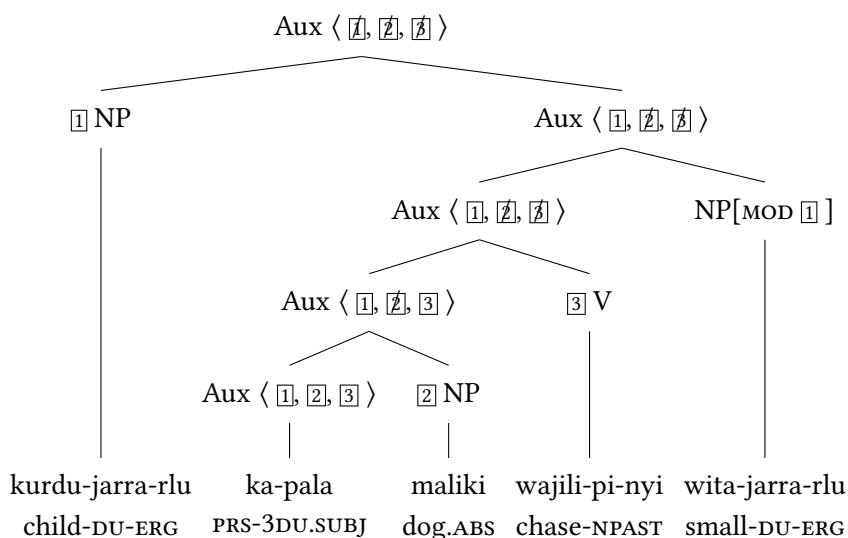 Aux ⟨ 1̸, 2̸, 3̸ ⟩
1 NP Aux ⟨ 1, 2̸, 3̸ ⟩
Aux ⟨ 1, 2̸, 3̸ ⟩ NP[MOD 1 ]
Aux ⟨ 1, 2̸, 3 ⟩ 3 V
Aux ⟨ 1, 2, 3 ⟩ 2 NP
kurdu-jarra-rlu ka-pala maliki wajili-pi-nyi wita-jarra-rlu
child-DU-ERG PRS-3DU.SUBJ dog.ABS chase-NPAST small-DU-ERG